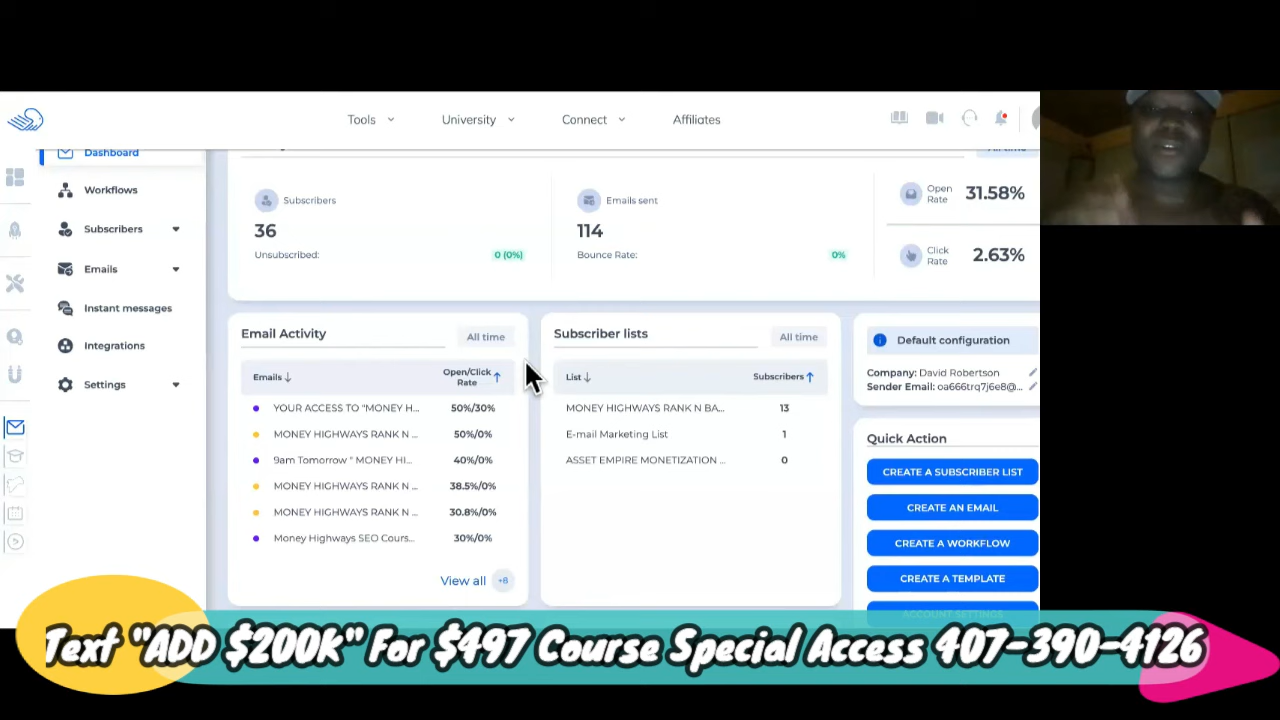 Tools
University
Connect
Affiliates
Dashboard
Workflows
Subscribers
Emails
Instant messages
Integrations
Settings
Subscribers
36
Unsubscribed: 0 (0%)
Emails sent
114
Bounce Rate: 0%
Open
Rate
31.58%
Click
Rate
2.63%
Email Activity
All time
Emails↓ Open/Click
Rate ↑
YOUR ACCESS TO "MONEY H... 50%/30%
MONEY HIGHWAYS RANK N ... 50%/0%
9am Tomorrow " MONEY HI... 40%/0%
MONEY HIGHWAYS RANK N ... 38.5%/0%
MONEY HIGHWAYS RANK N ... 30.8%/0%
Money Highways SEO Cours... 30%/0%
View all +8
Subscriber lists
All time
List↓ Subscribers↑
MONEY HIGHWAYS RANK N BA... 13
E-mail Marketing List 1
ASSET EMPIRE MONETIZATION ... 0
Default configuration
Company: David Robertson
Sender Email: oa666trq7j6e8@...
Quick Action
CREATE A SUBSCRIBER LIST
CREATE AN EMAIL
CREATE A WORKFLOW
CREATE A TEMPLATE
ACCOUNT SETTINGS
Text "ADD $200K" For $497 Course Special Access 407-390-4126